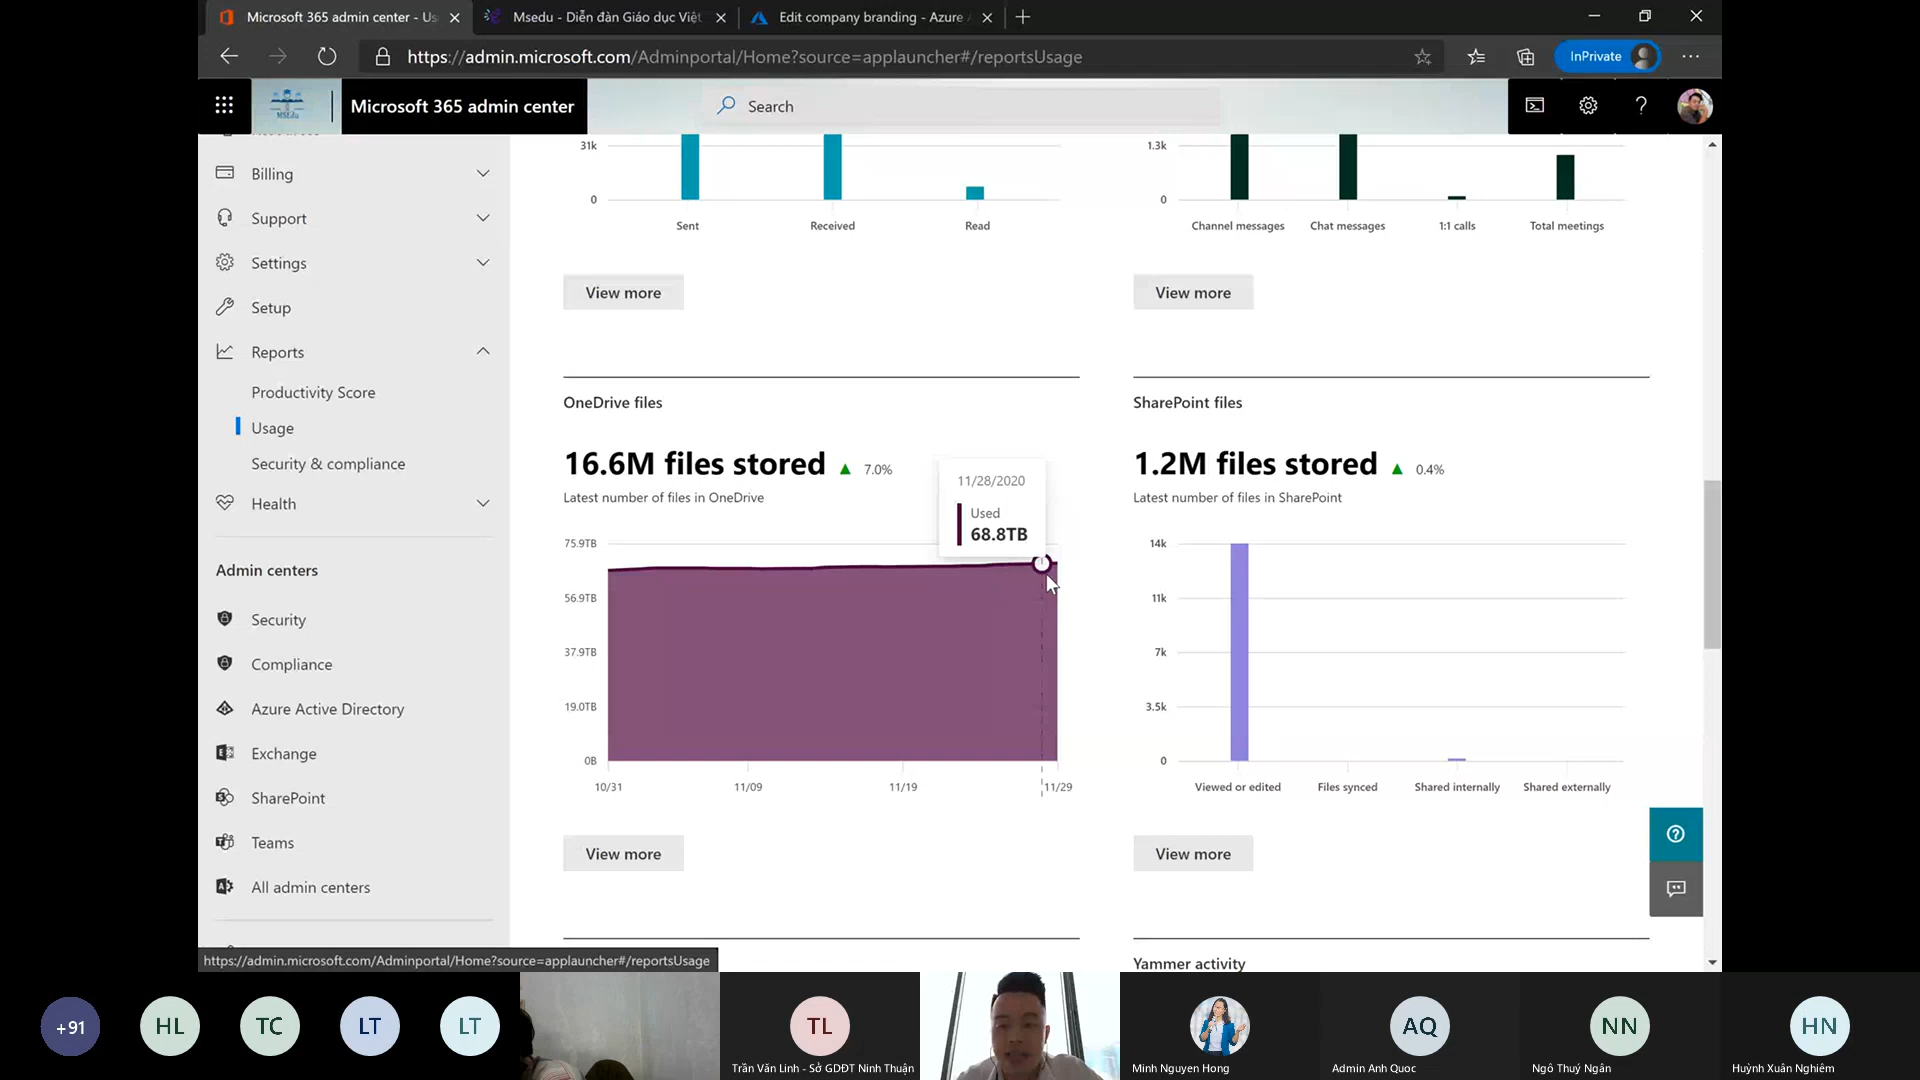 Microsoft 365 admin center - Us
Msedu - Diễn đàn Giáo dục Việt
Edit company branding - Azure A
https://admin.microsoft.com/Adminportal/Home?source=applauncher#/reportsUsage
InPrivate
MSEdu
Microsoft 365 admin center
Search
Billing
Support
Settings
Setup
Reports
Productivity Score
Usage
Security & compliance
Health
Admin centers
Security
Compliance
Azure Active Directory
Exchange
SharePoint
Teams
All admin centers
31k
0
Sent
Received
Read
View more
1.3k
0
Channel messages
Chat messages
1:1 calls
Total meetings
View more
OneDrive files
16.6M files stored
7.0%
Latest number of files in OneDrive
11/28/2020
Used
68.8TB
75.9TB
56.9TB
37.9TB
19.0TB
0B
10/31
11/09
11/19
11/29
View more
SharePoint files
1.2M files stored
0.4%
Latest number of files in SharePoint
14k
11k
7k
3.5k
0
Viewed or edited
Files synced
Shared internally
Shared externally
View more
Yammer activity
https://admin.microsoft.com/Adminportal/Home?source=applauncher#/reportsUsage
+91
HL
TC
LT
LT
TL
Trần Văn Linh - Sở GDĐT Ninh Thuận
Minh Nguyen Hong
AQ
Admin Anh Quoc
NN
Ngô Thuý Ngân
HN
Huỳnh Xuân Nghiêm